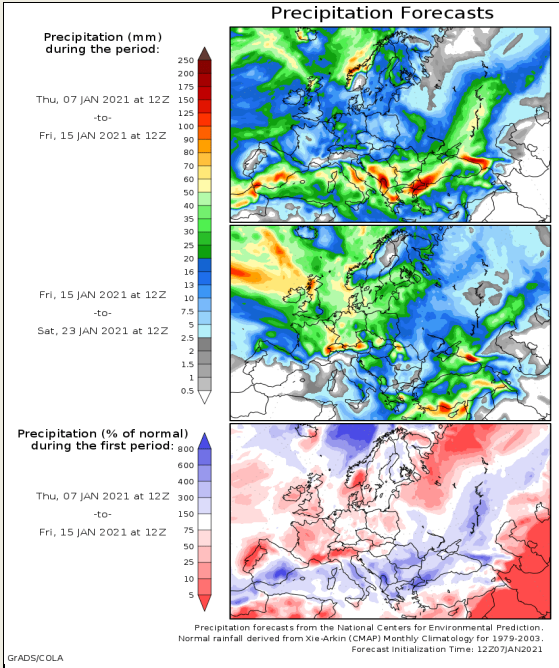 Precipitation Forecasts
Precipitation (mm)
during the period:
Thu, 07 JAN 2021 at 12Z
-to-
Fri, 15 JAN 2021 at 12Z
250
200
175
150
125
100
90
80
70
60
50
40
35
30
25
20
16
13
10
7.5
5
2.5
2
1.5
1
0.5
Fri, 15 JAN 2021 at 12Z
-to-
Sat, 23 JAN 2021 at 12Z
Precipitation (% of normal)
during the first period:
Thu, 07 JAN 2021 at 12Z
-to-
Fri, 15 JAN 2021 at 12Z
800
600
400
300
150
75
50
25
10
5
Precipitation forecasts from the National Centers for Environmental Prediction.
Normal rainfall derived from Xie-Arkin (CMAP) Monthly Climatology for 1979-2003.
Forecast Initialization Time: 12Z07JAN2021
GrADS/COLA